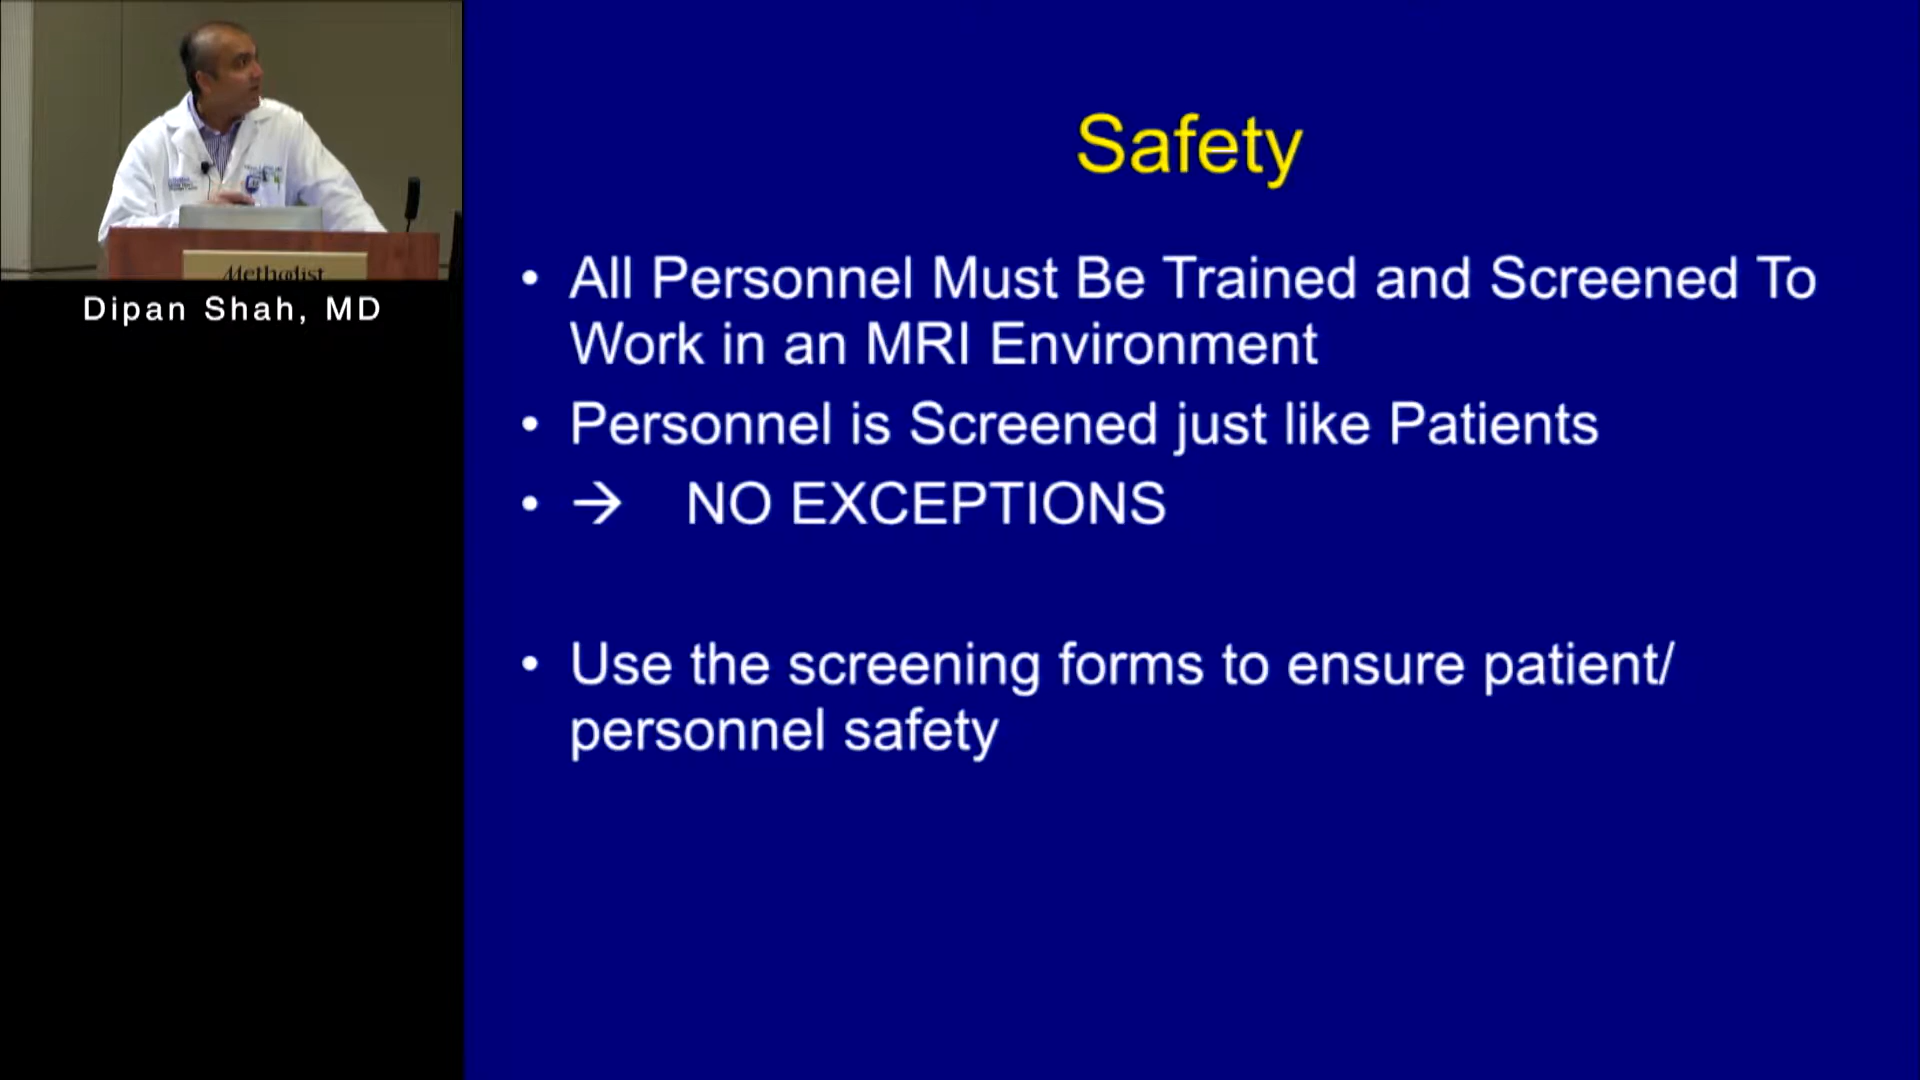 Methodist
Dipan Shah, MD
Safety
• All Personnel Must Be Trained and Screened To
Work in an MRI Environment
• Personnel is Screened just like Patients
• → NO EXCEPTIONS
• Use the screening forms to ensure patient/
personnel safety